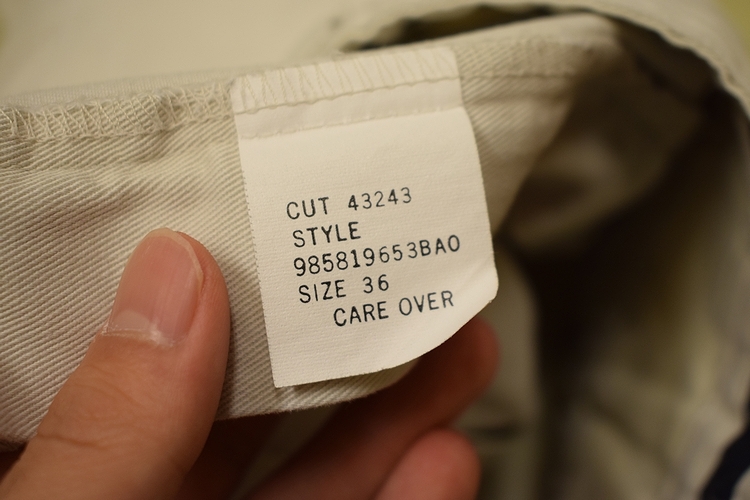 CUT 43243
STYLE
985819653BAO
SIZE 36
CARE OVER